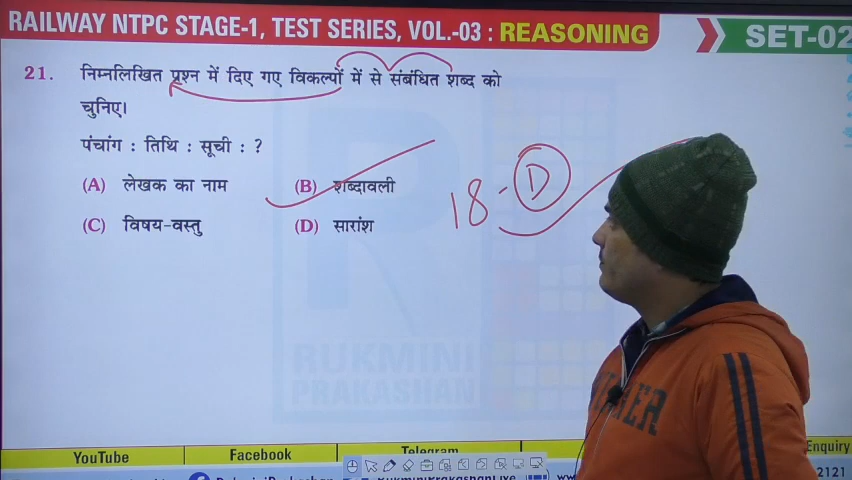 RAILWAY NTPC STAGE-1, TEST SERIES, VOL.-03 : REASONING
SET-02
21. निम्नलिखित प्रश्न में दिए गए विकल्पों में से संबंधित शब्द को
चुनिए।
पंचांग : तिथि : सूची : ?
(A) लेखक का नाम (B) शब्दावली
(C) विषय-वस्तु (D) सारांश
18 - D
RUKMINI
PRAKASHAN
YouTube Facebook Telegram Enquiry
2121